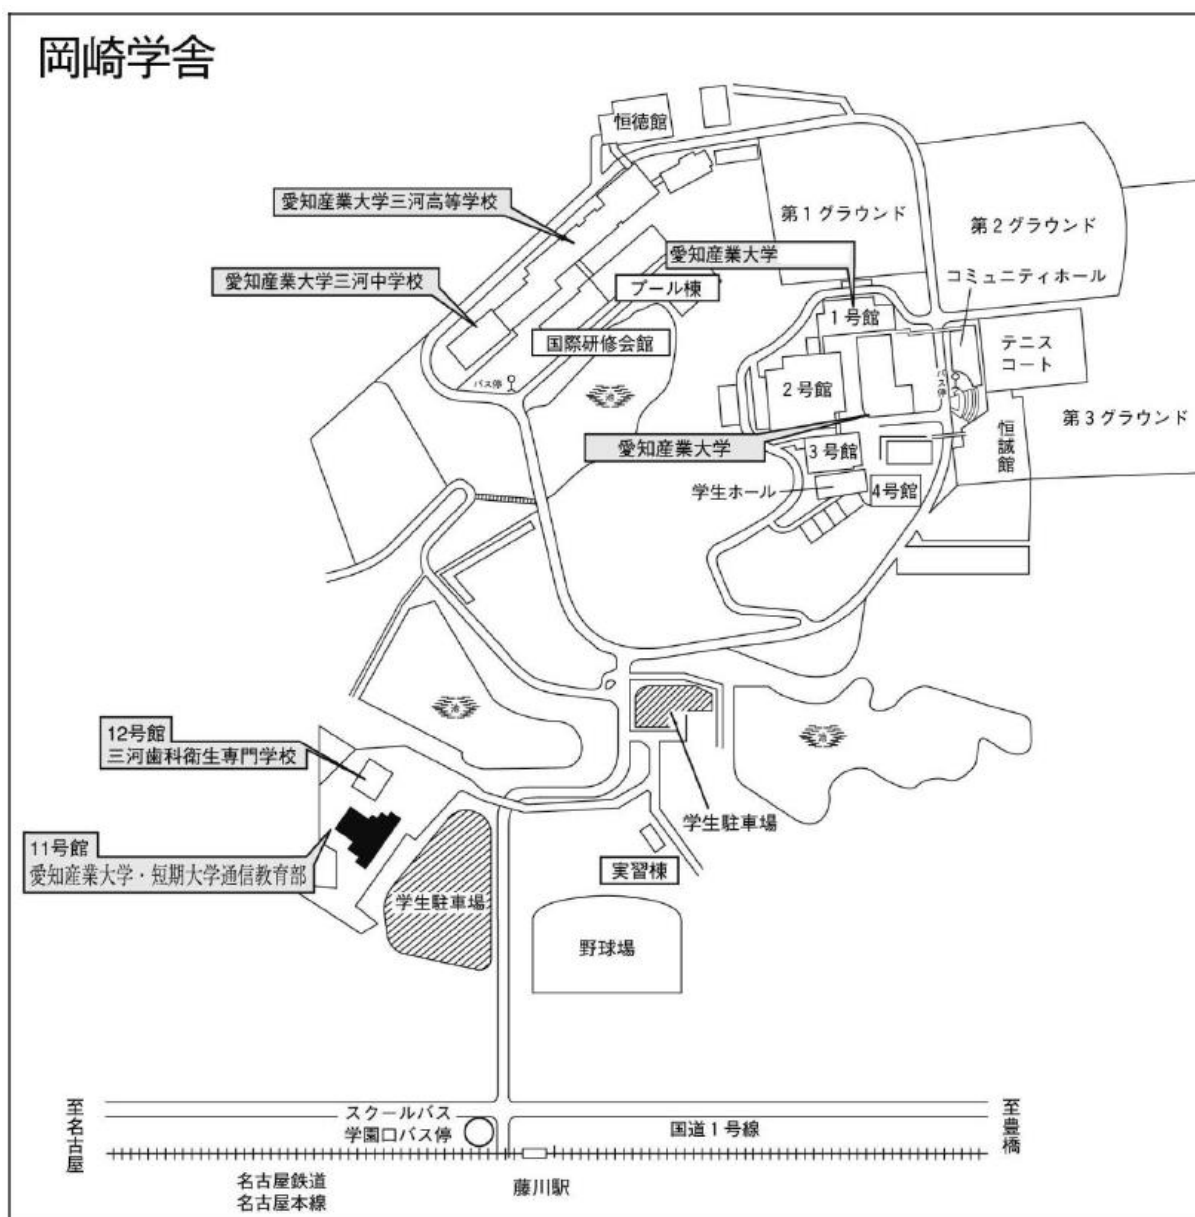 岡崎学舎
恒徳館
愛知産業大学三河高等学校
第1グラウンド
第2グラウンド
愛知産業大学
コミュニティホール
愛知産業大学三河中学校
プール棟
1号館
国際研修会館
テニス
コート
バス停
バス停
池
2号館
第3グラウンド
愛知産業大学
3号館
恒誠館
学生ホール
4号館
池
池
12号館
三河歯科衛生専門学校
学生駐車場
11号館
愛知産業大学・短期大学通信教育部
実習棟
学生駐車場
野球場
至名古屋
スクールバス
学園口バス停
国道1号線
至豊橋
名古屋鉄道
名古屋本線
藤川駅